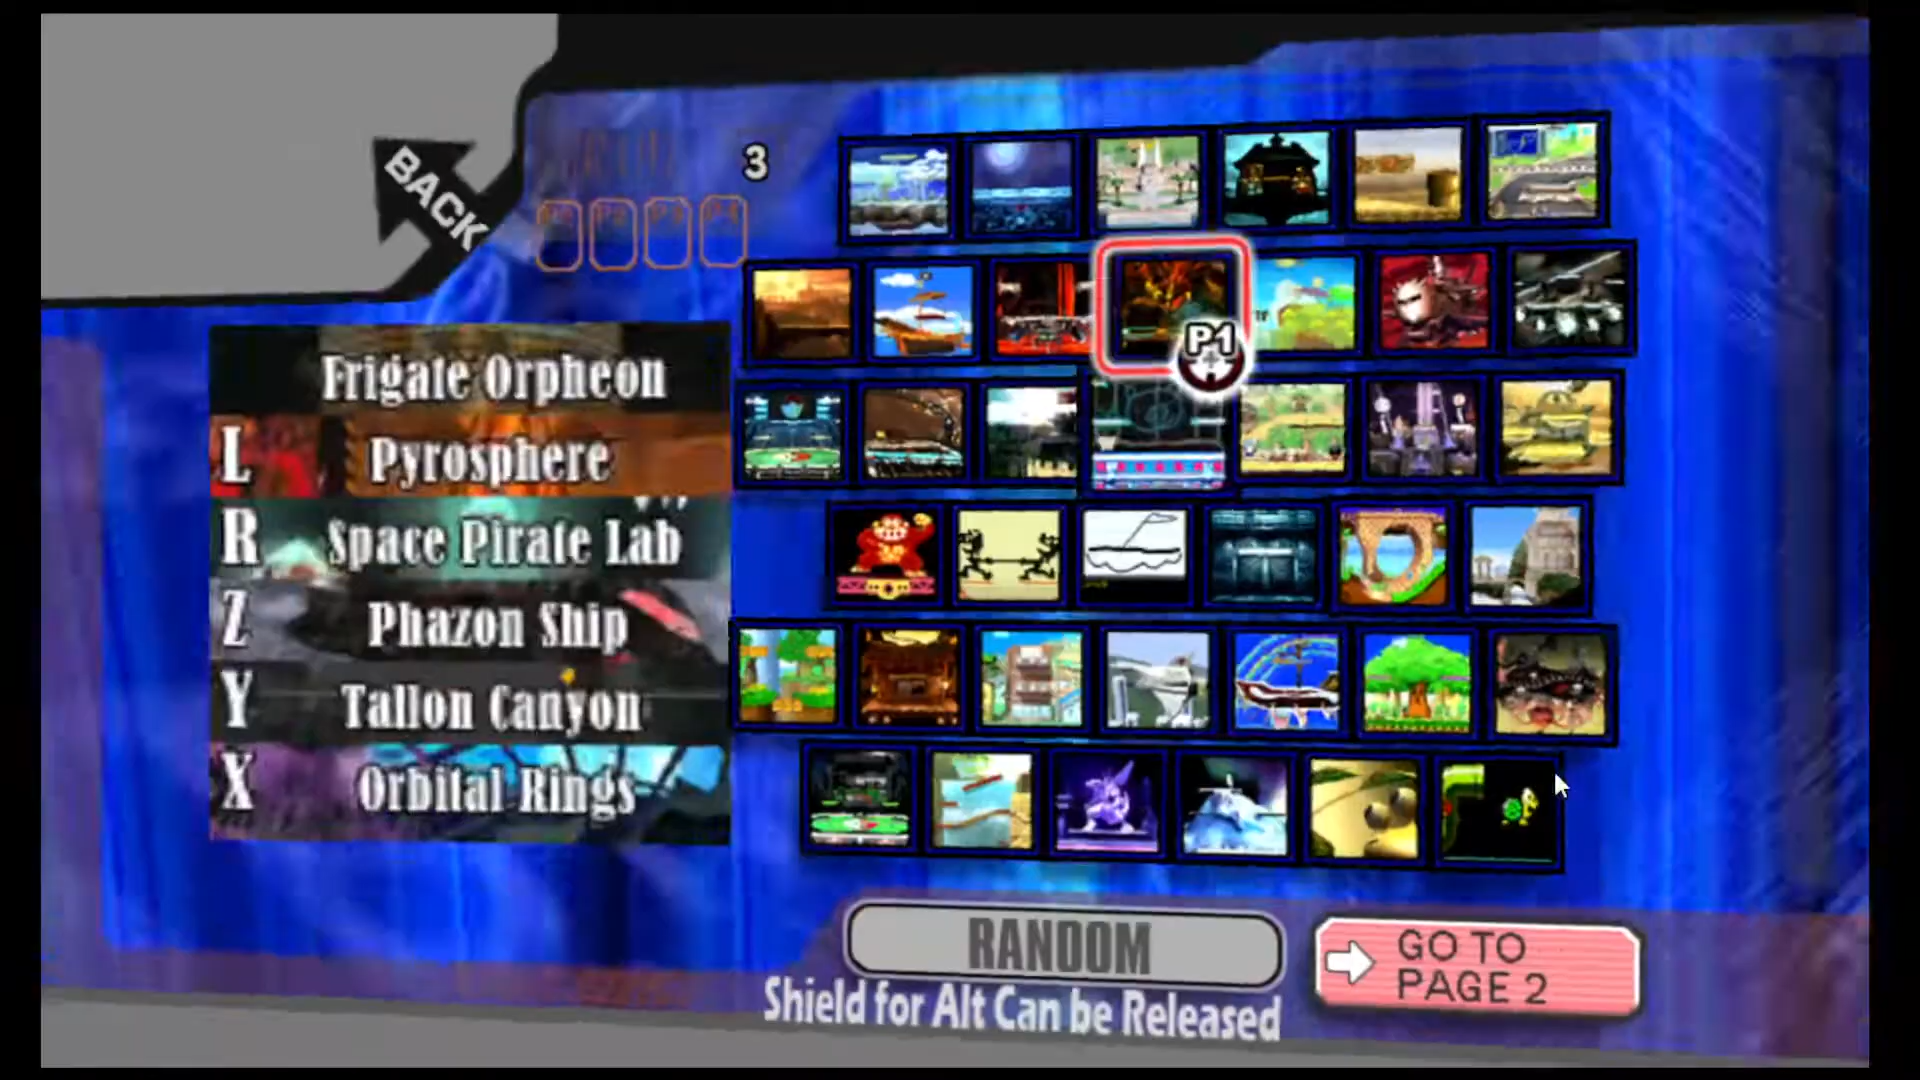 BACK
3
Frigate Orpheon
L Pyrosphere
R Space Pirate Lab
Z Phazon Ship
Y Tallon Canyon
X Orbital Rings
P1
RANDOM
GO TO
PAGE 2
Shield for Alt Can be Released